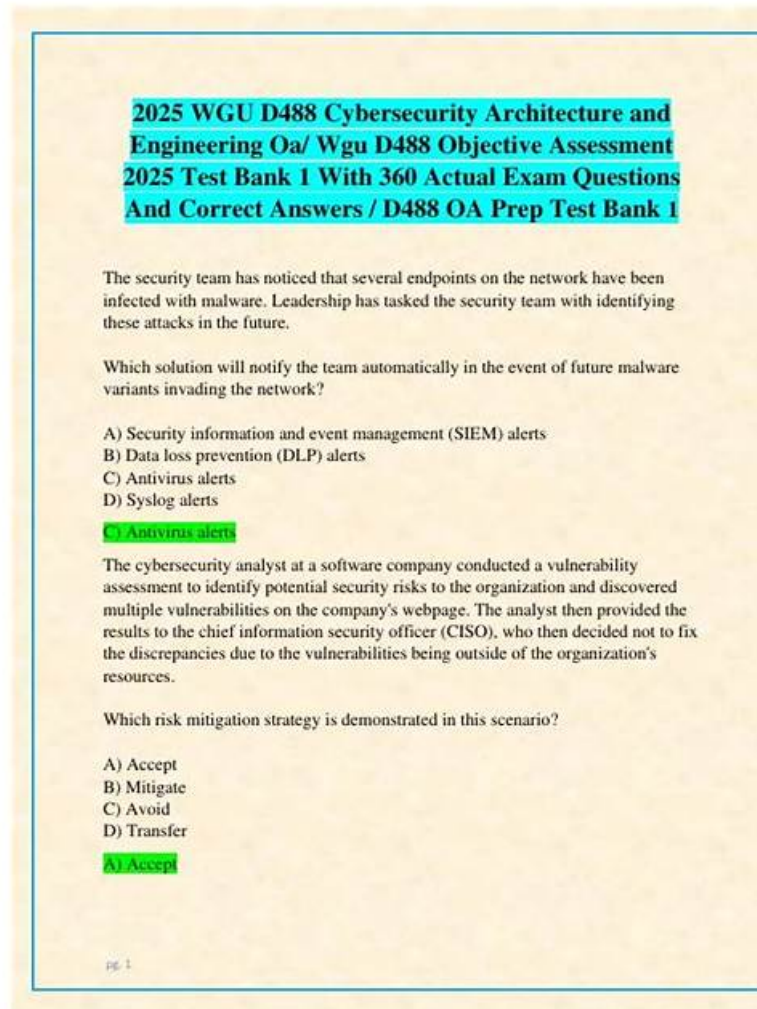 2025 WGU D488 Cybersecurity Architecture and
Engineering Oa/ Wgu D488 Objective Assessment
2025 Test Bank 1 With 360 Actual Exam Questions
And Correct Answers / D488 OA Prep Test Bank 1
The security team has noticed that several endpoints on the network have been
infected with malware. Leadership has tasked the security team with identifying
these attacks in the future.
Which solution will notify the team automatically in the event of future malware
variants invading the network?
A) Security information and event management (SIEM) alerts
B) Data loss prevention (DLP) alerts
C) Antivirus alerts
D) Syslog alerts
C) Antivirus alerts
The cybersecurity analyst at a software company conducted a vulnerability
assessment to identify potential security risks to the organization and discovered
multiple vulnerabilities on the company's webpage. The analyst then provided the
results to the chief information security officer (CISO), who then decided not to fix
the discrepancies due to the vulnerabilities being outside of the organization's
resources.
Which risk mitigation strategy is demonstrated in this scenario?
A) Accept
B) Mitigate
C) Avoid
D) Transfer
A) Accept
pg. 1